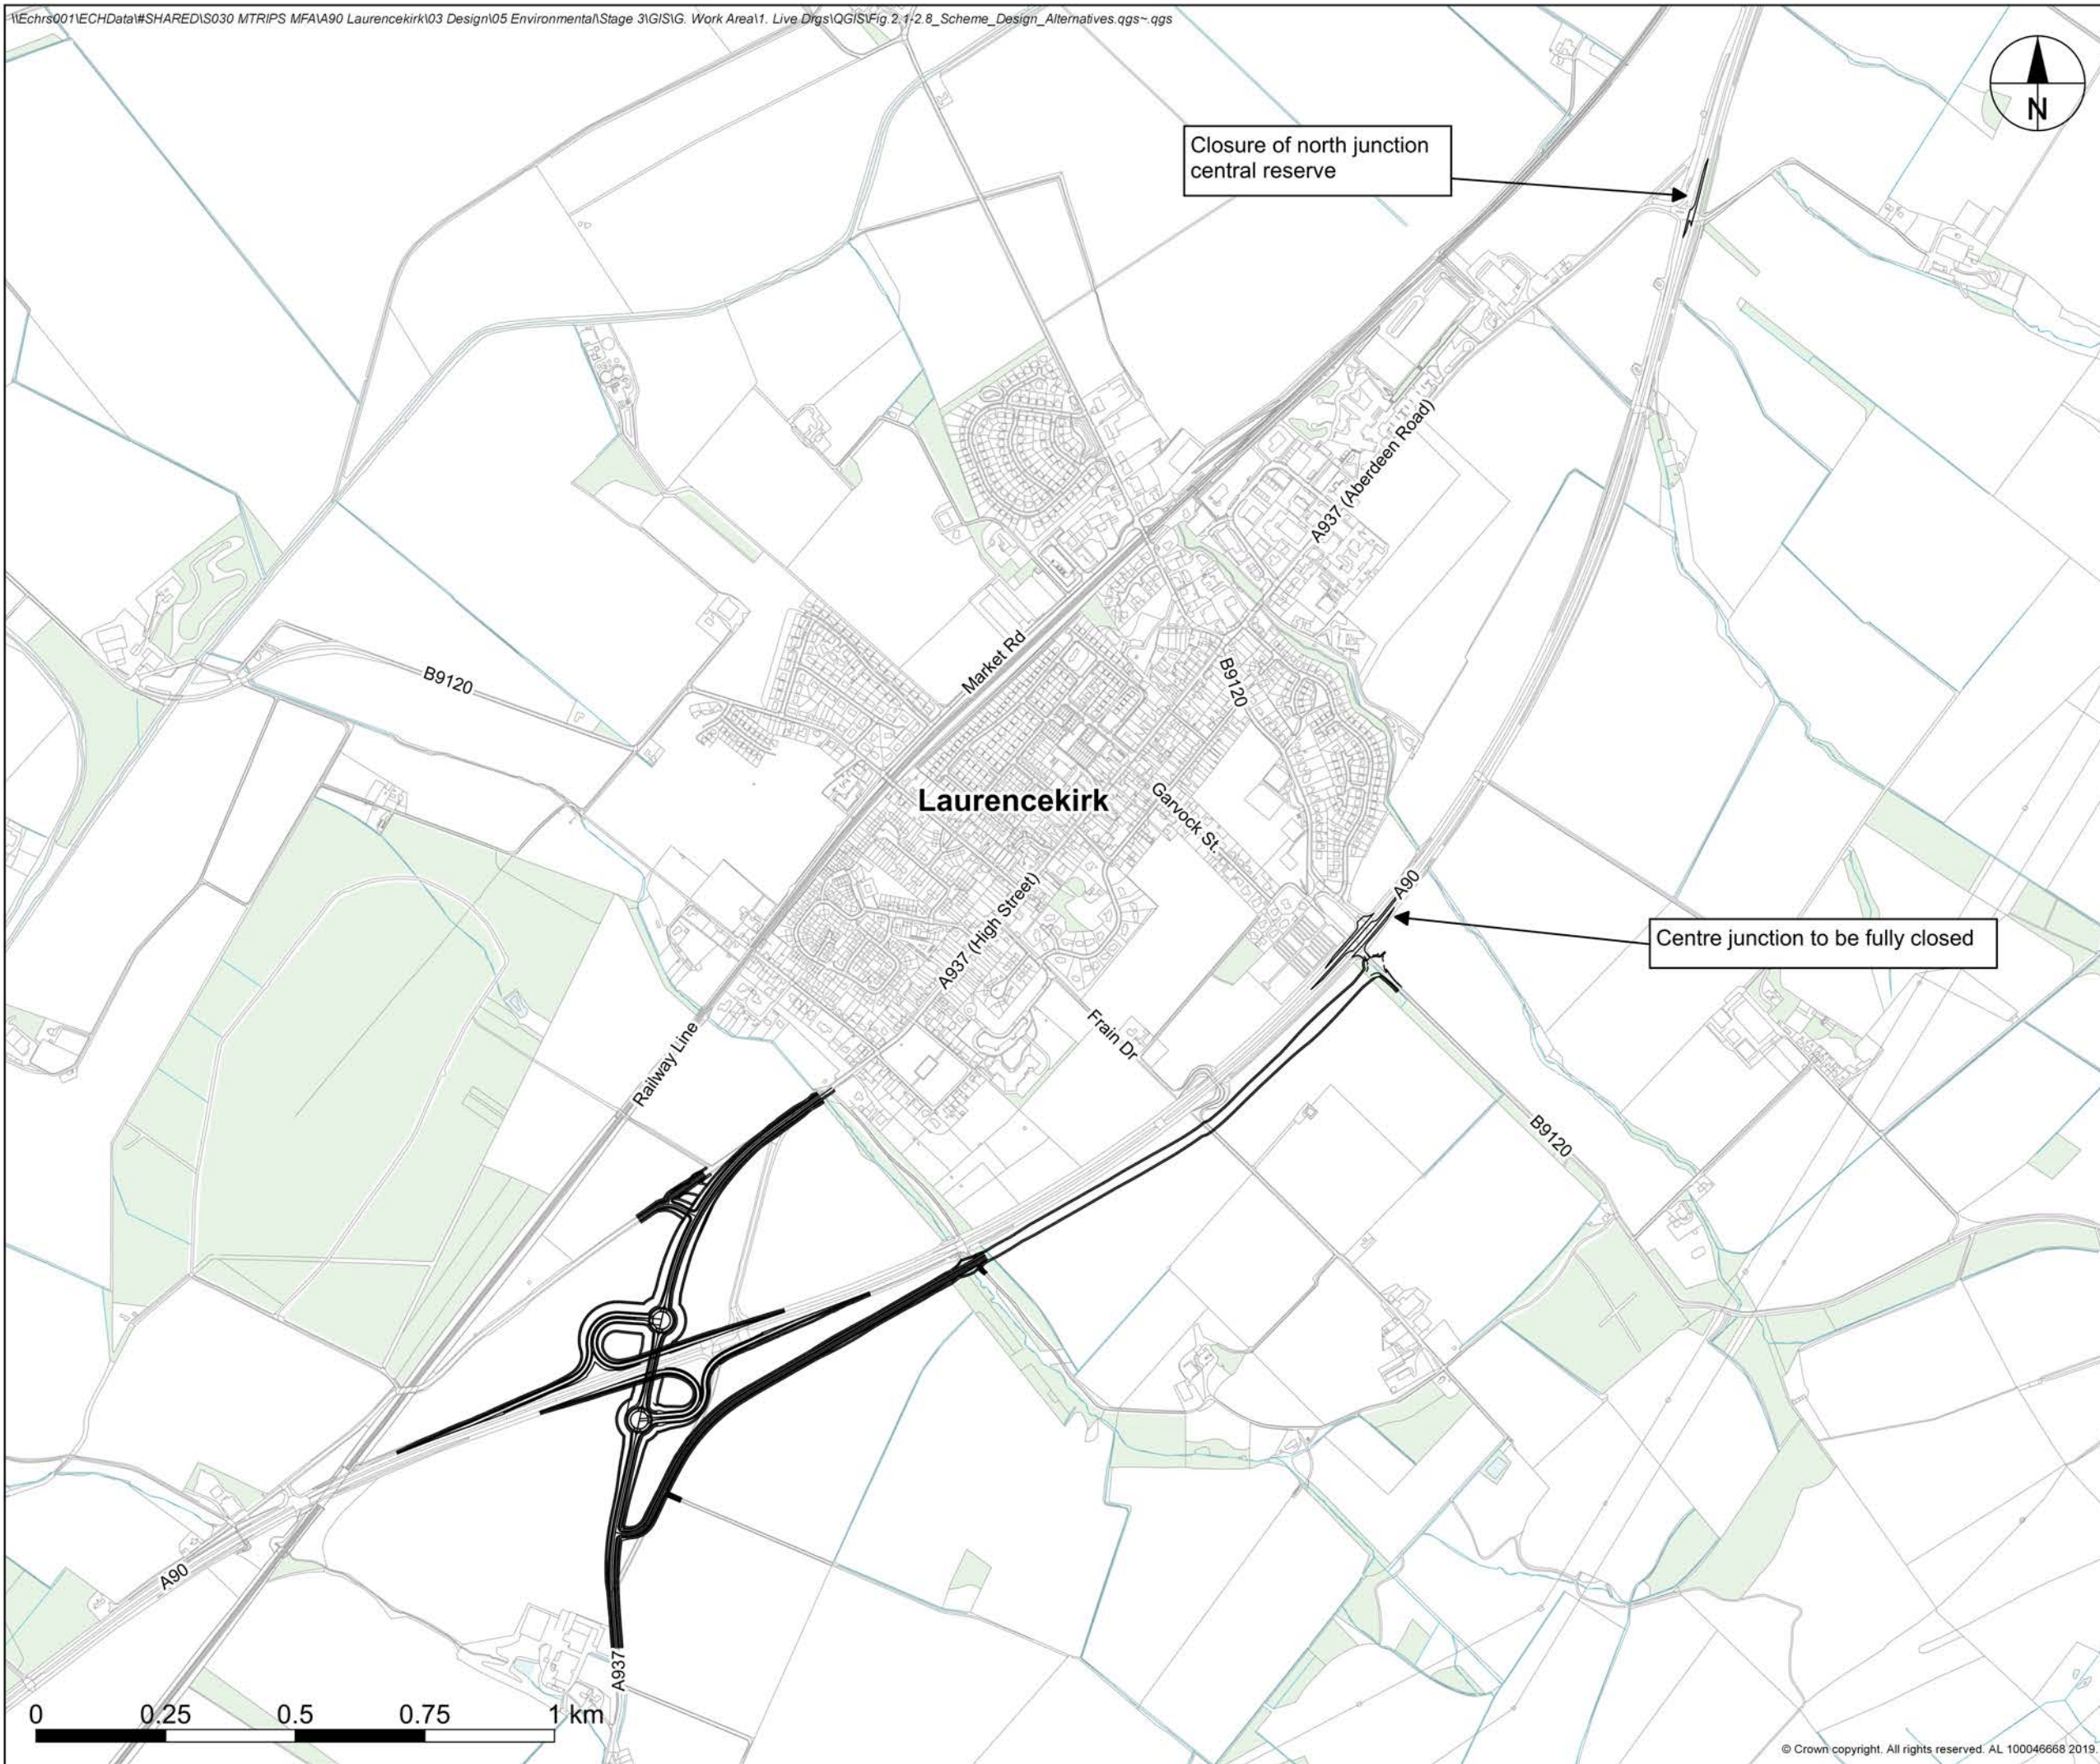 \\Echrs001\ECHData\#SHARED\S030 MTRIPS MFA\A90 Laurencekirk\03 Design\05 Environmental\Stage 3\GIS\G. Work Area\1. Live Drgs\QGIS\Fig.2.1-2.8_Scheme_Design_Alternatives.qgs~.qgs
N
Closure of north junction
central reserve
A937 (Aberdeen Road)
Market Rd
B9120
B9120
Laurencekirk
Garvock St.
A937 (High Street)
A90
Centre junction to be fully closed
Frain Dr
Railway Line
B9120
A90
A937
0 0.25 0.5 0.75 1 km
© Crown copyright. All rights reserved. AL 100046668 2019.